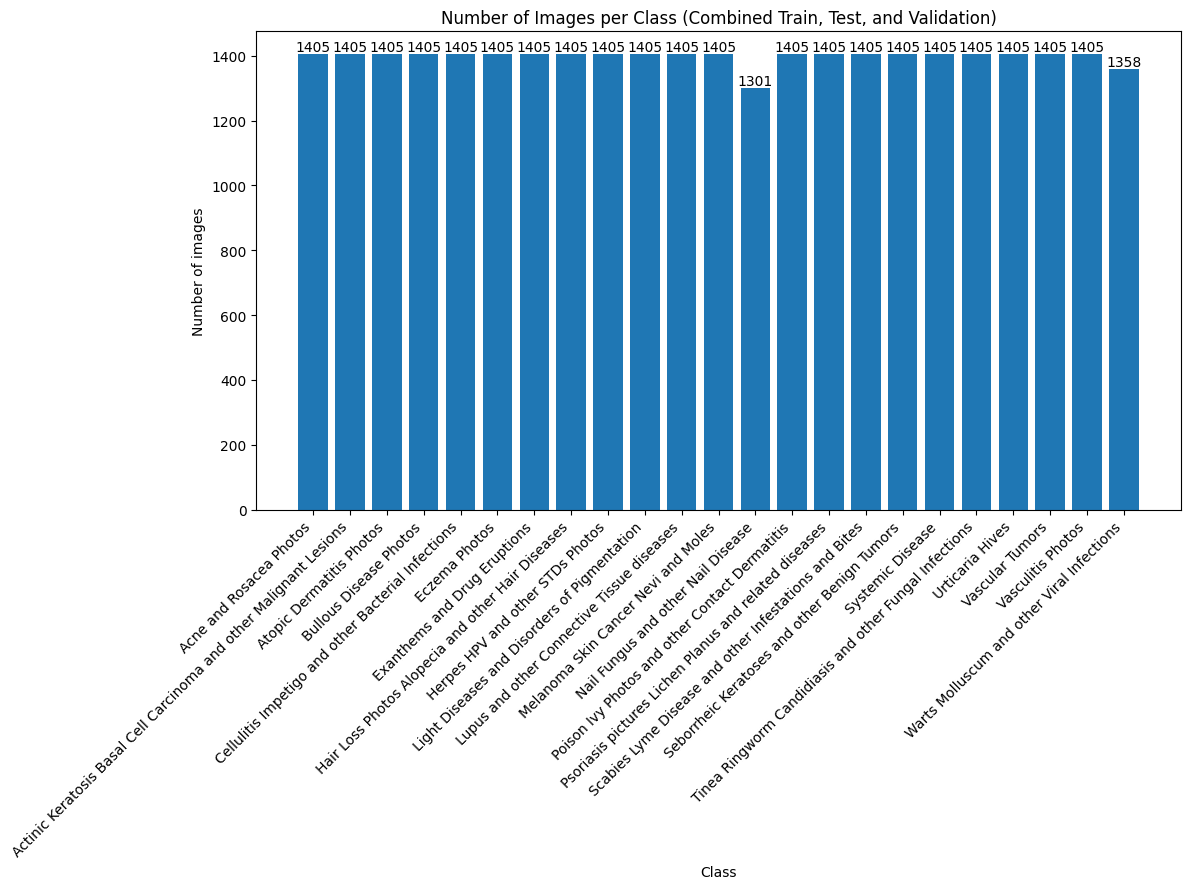 Number of Images per Class (Combined Train, Test, and Validation)
1405
1405
1405
1405
1405
1405
1405
1405
1405
1405
1405
1405
1301
1405
1405
1405
1405
1405
1405
1405
1405
1405
1358
1400
1200
1000
800
600
400
200
0
Number of images
Acne and Rosacea Photos
Actinic Keratosis Basal Cell Carcinoma and other Malignant Lesions
Atopic Dermatitis Photos
Bullous Disease Photos
Cellulitis Impetigo and other Bacterial Infections
Eczema Photos
Exanthems and Drug Eruptions
Hair Loss Photos Alopecia and other Hair Diseases
Herpes HPV and other STDs Photos
Light Diseases and Disorders of Pigmentation
Lupus and other Connective Tissue diseases
Melanoma Skin Cancer Nevi and Moles
Nail Fungus and other Nail Disease
Poison Ivy Photos and other Contact Dermatitis
Psoriasis pictures Lichen Planus and related diseases
Scabies Lyme Disease and other Infestations and Bites
Seborrheic Keratoses and other Benign Tumors
Systemic Disease
Tinea Ringworm Candidiasis and other Fungal Infections
Urticaria Hives
Vascular Tumors
Vasculitis Photos
Warts Molluscum and other Viral Infections
Class